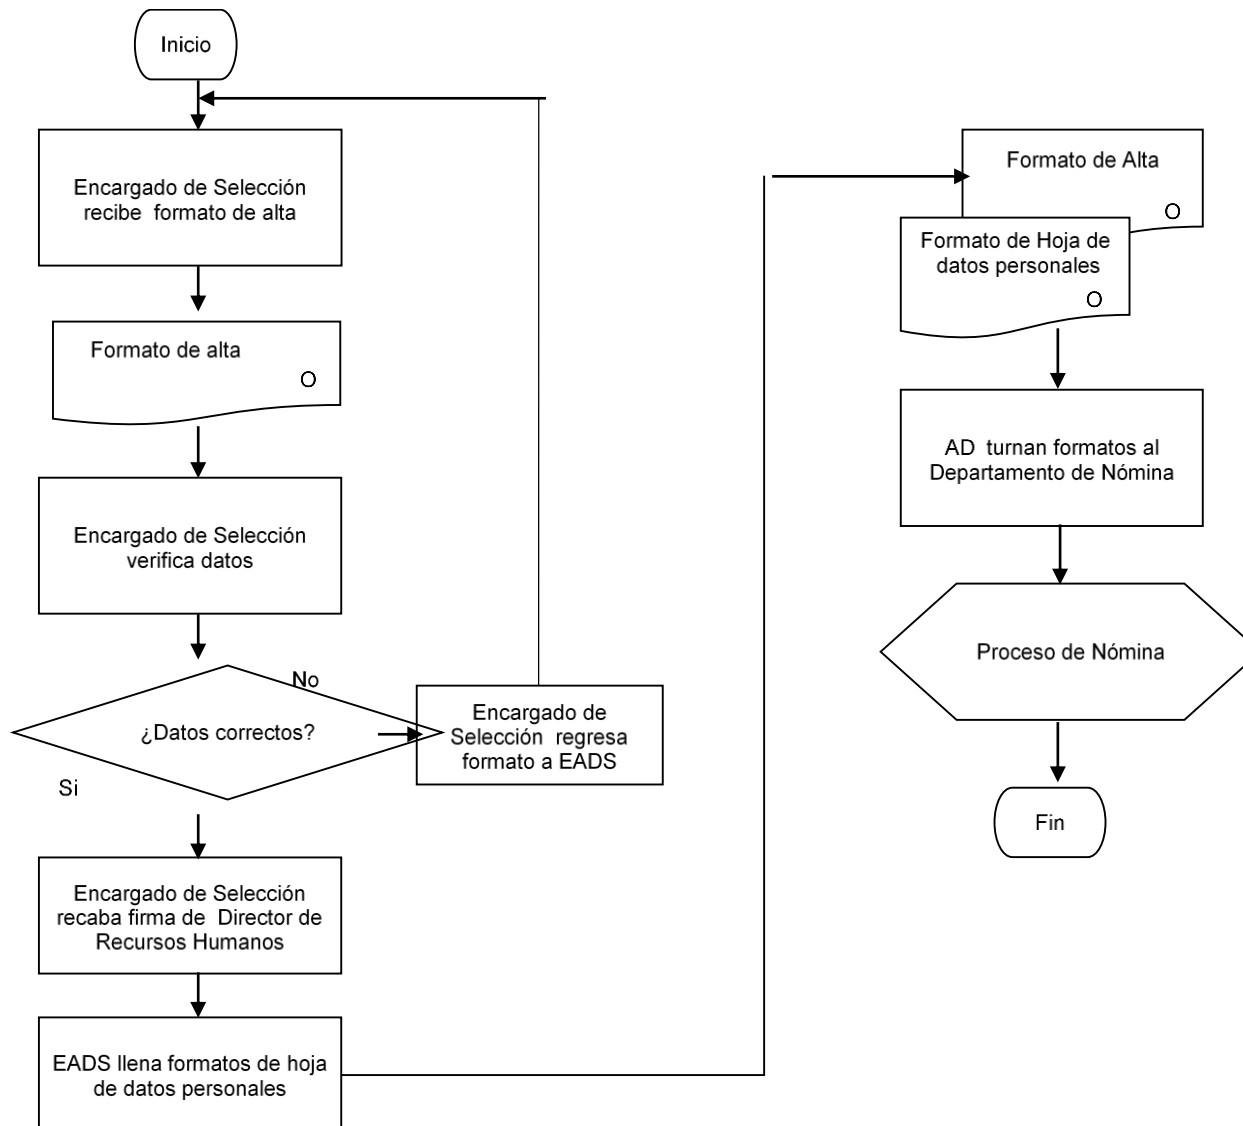 Inicio
Encargado de Selección
recibe formato de alta
Formato de alta
O
Encargado de Selección
verifica datos
No
¿Datos correctos?
Si
Encargado de
Selección regresa
formato a EADS
Encargado de Selección
recaba firma de Director de
Recursos Humanos
EADS llena formatos de hoja
de datos personales
Formato de Alta
O
Formato de Hoja de
datos personales
O
AD turnan formatos al
Departamento de Nómina
Proceso de Nómina
Fin